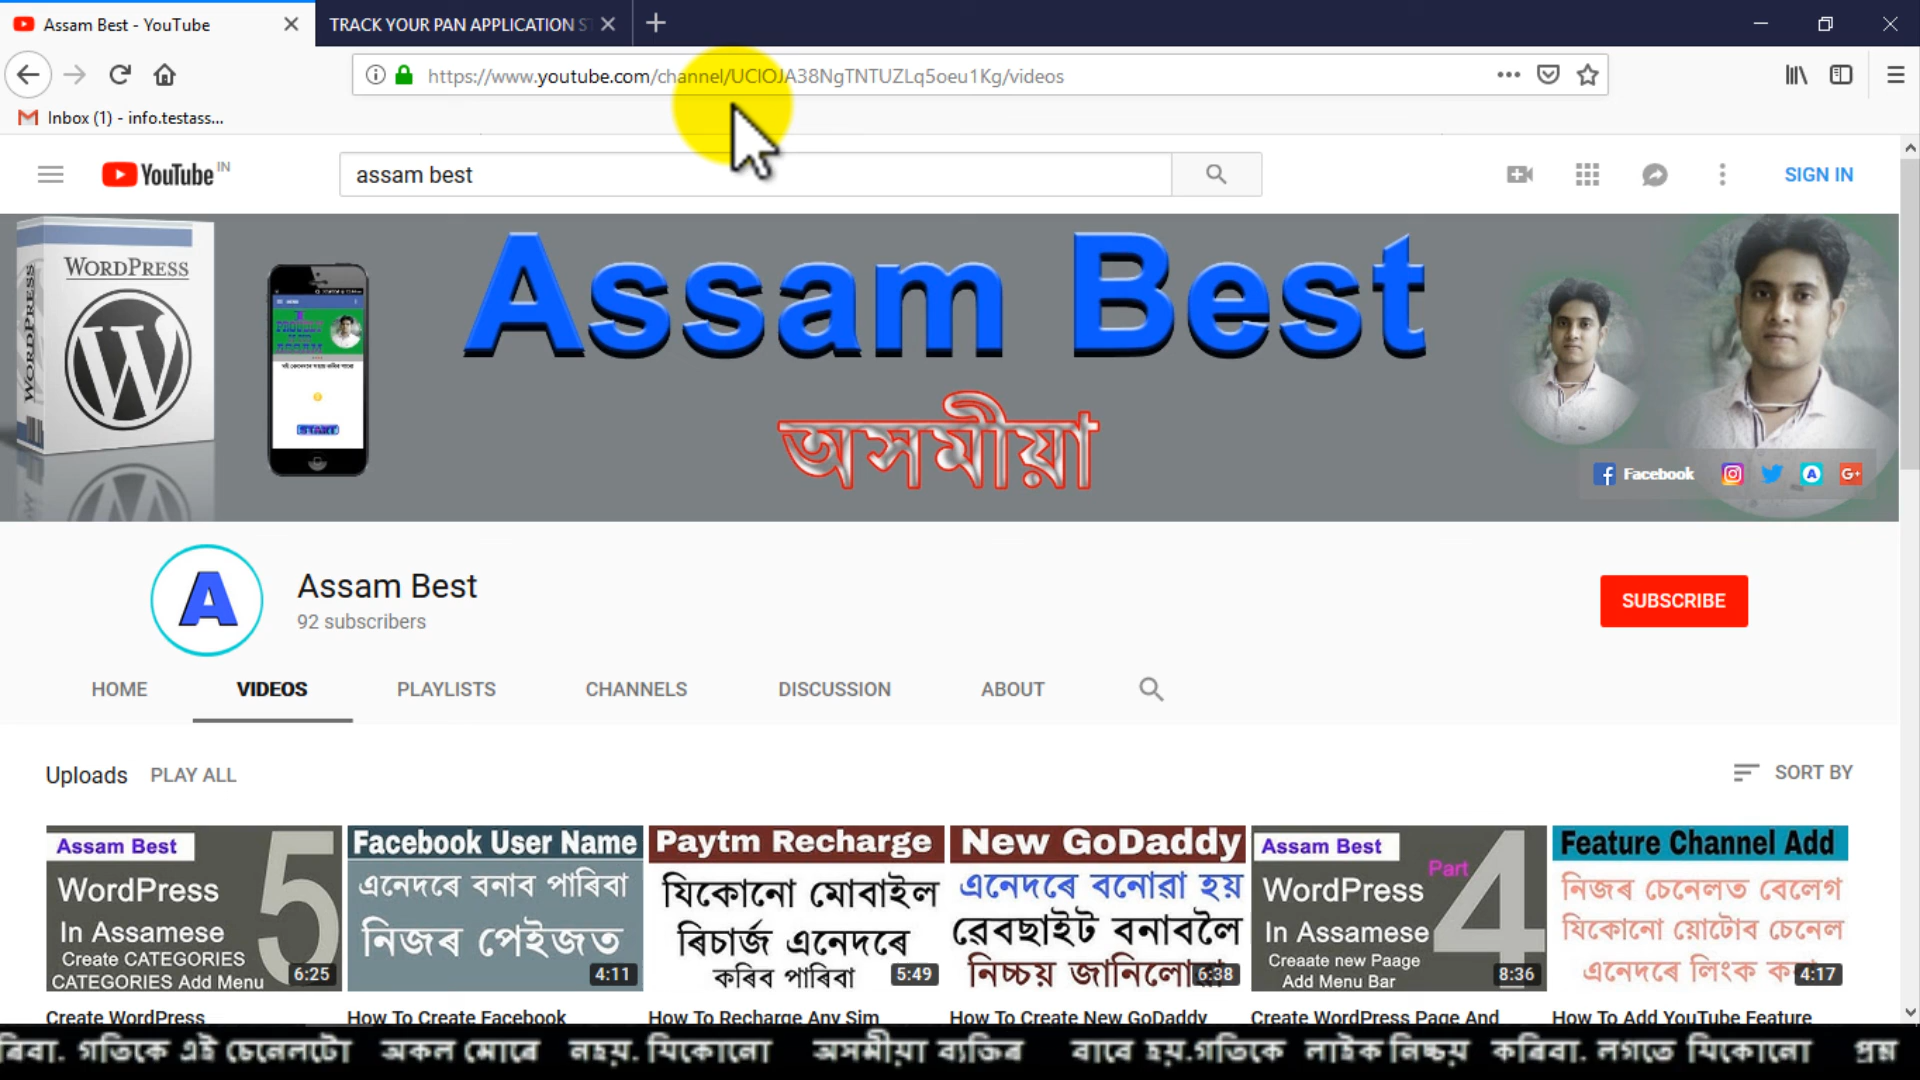 Assam Best - YouTube
TRACK YOUR PAN APPLICATION S
https://www.youtube.com/channel/UCIOJA38NgTNTUZLq5oeu1Kg/videos
Inbox (1) - info.testass...
YouTube IN
assam best
SIGN IN
WORDPRESS
WORDPRESS
Assam Best
অসমীয়া
START
Facebook
Assam Best
92 subscribers
SUBSCRIBE
HOME
VIDEOS
PLAYLISTS
CHANNELS
DISCUSSION
ABOUT
Uploads
PLAY ALL
SORT BY
Assam Best
WordPress
In Assamese
Create CATEGORIES
CATEGORIES Add Menu
5
6:25
Facebook User Name
এনেদৰে বনাব পাৰিবা
নিজৰ পেইজত
4:11
Paytm Recharge
যিকোনো মোবাইল
ৰিচাৰ্জ এনেদৰে
কৰিব পাৰিবা
5:49
New GoDaddy
এনেদৰে বনোৱা হয়
ৱেবছাইট বনাবলৈ
নিচ্চয় জানিলো
6:38
Assam Best
Part
WordPress
In Assamese
Creaate new Paage
Add Menu Bar
4
8:36
Feature Channel Add
নিজৰ চেনেলত বেলেগ
যিকোনো য়োটোব চেনেল
এনেদৰে লিংক
4:17
Create WordPress
How To Create Facebook
How To Recharge Any Sim
How To Create New GoDaddy
Create WordPress Page And
How To Add YouTube Feature
ৰিবা. গতিকে এই চেনেলটো অকল মোৰে নহয়. যিকোনো অসমীয়া ব্যক্তিৰ বাবে হয়.গতিকে লাইক নিশ্চয় কৰিবা. লগতে যিকোনো প্ৰশ্ন